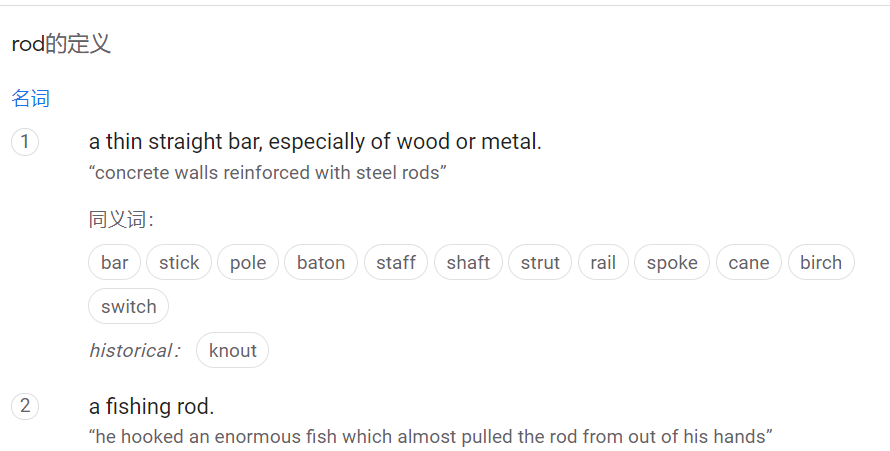 rod的定义
名词
1 a thin straight bar, especially of wood or metal.
“concrete walls reinforced with steel rods”
同义词：
bar stick pole baton staff shaft strut rail spoke cane birch
switch
historical： knout
2 a fishing rod.
“he hooked an enormous fish which almost pulled the rod from out of his hands”